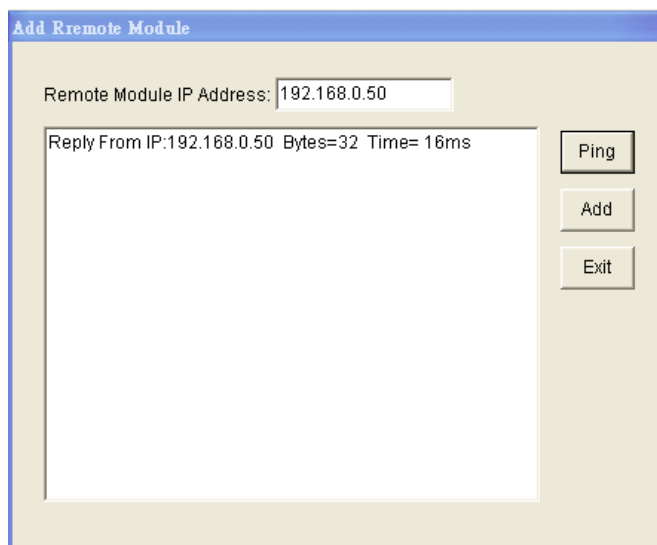 Add Rremote Module
Remote Module IP Address: 192.168.0.50
Reply From IP:192.168.0.50 Bytes=32 Time= 16ms
Ping
Add
Exit